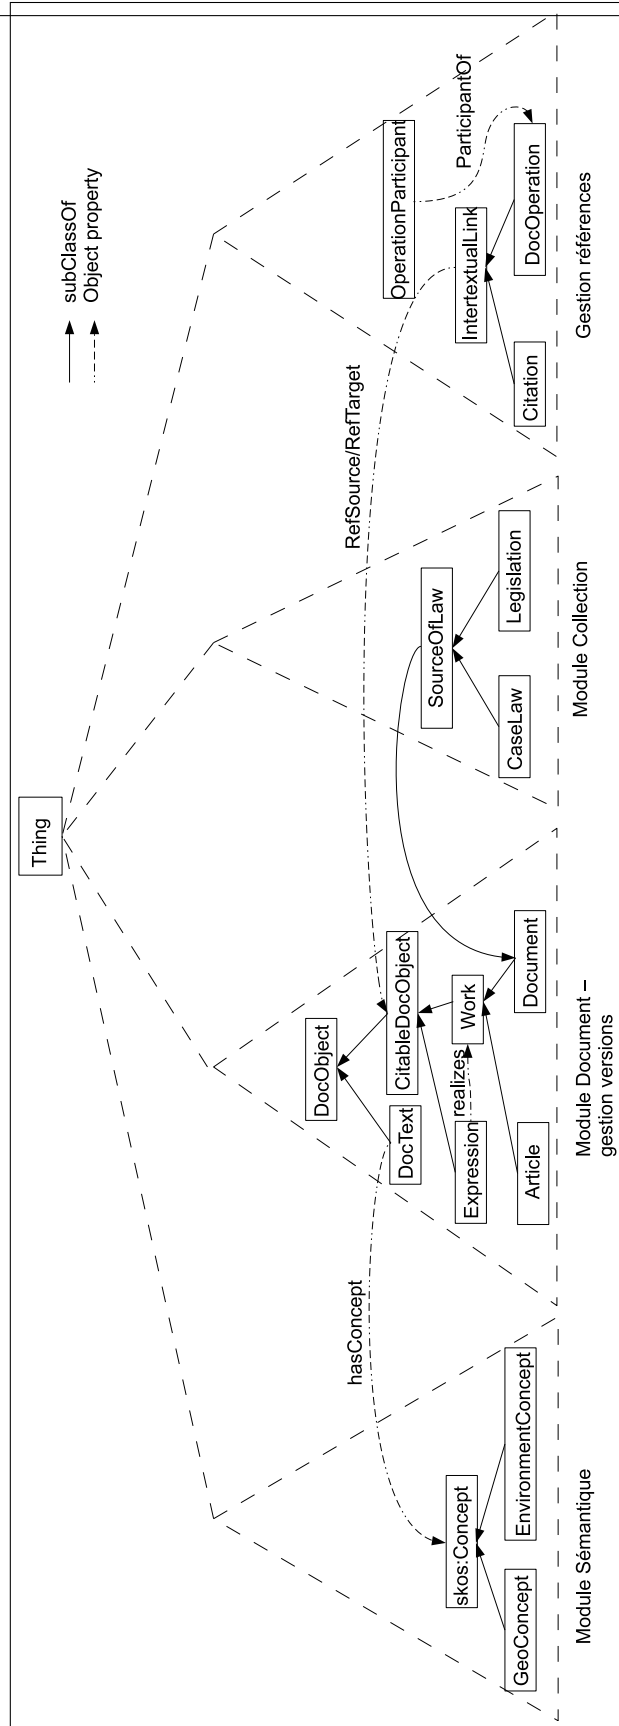 Thing
subClassOf
Object property
DocObject
hasConcept
RefSource/RefTarget
ParticipantOf
DocText
CitableDocObject
OperationParticipant
skos:Concept
Expression
realizes
Work
SourceOfLaw
IntertextualLink
GeoConcept
EnvironmentConcept
Article
Document
CaseLaw
Legislation
Citation
DocOperation
Module Sémantique
Module Document –
gestion versions
Module Collection
Gestion références